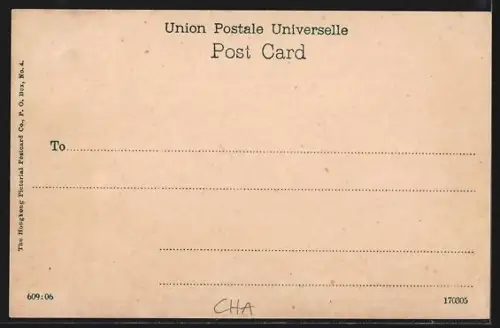 Union Postale Universelle
Post Card
The Hongkong Pictorial Postcard Co., P. O. Box, No. 4.
To
609:06
CHA
170305